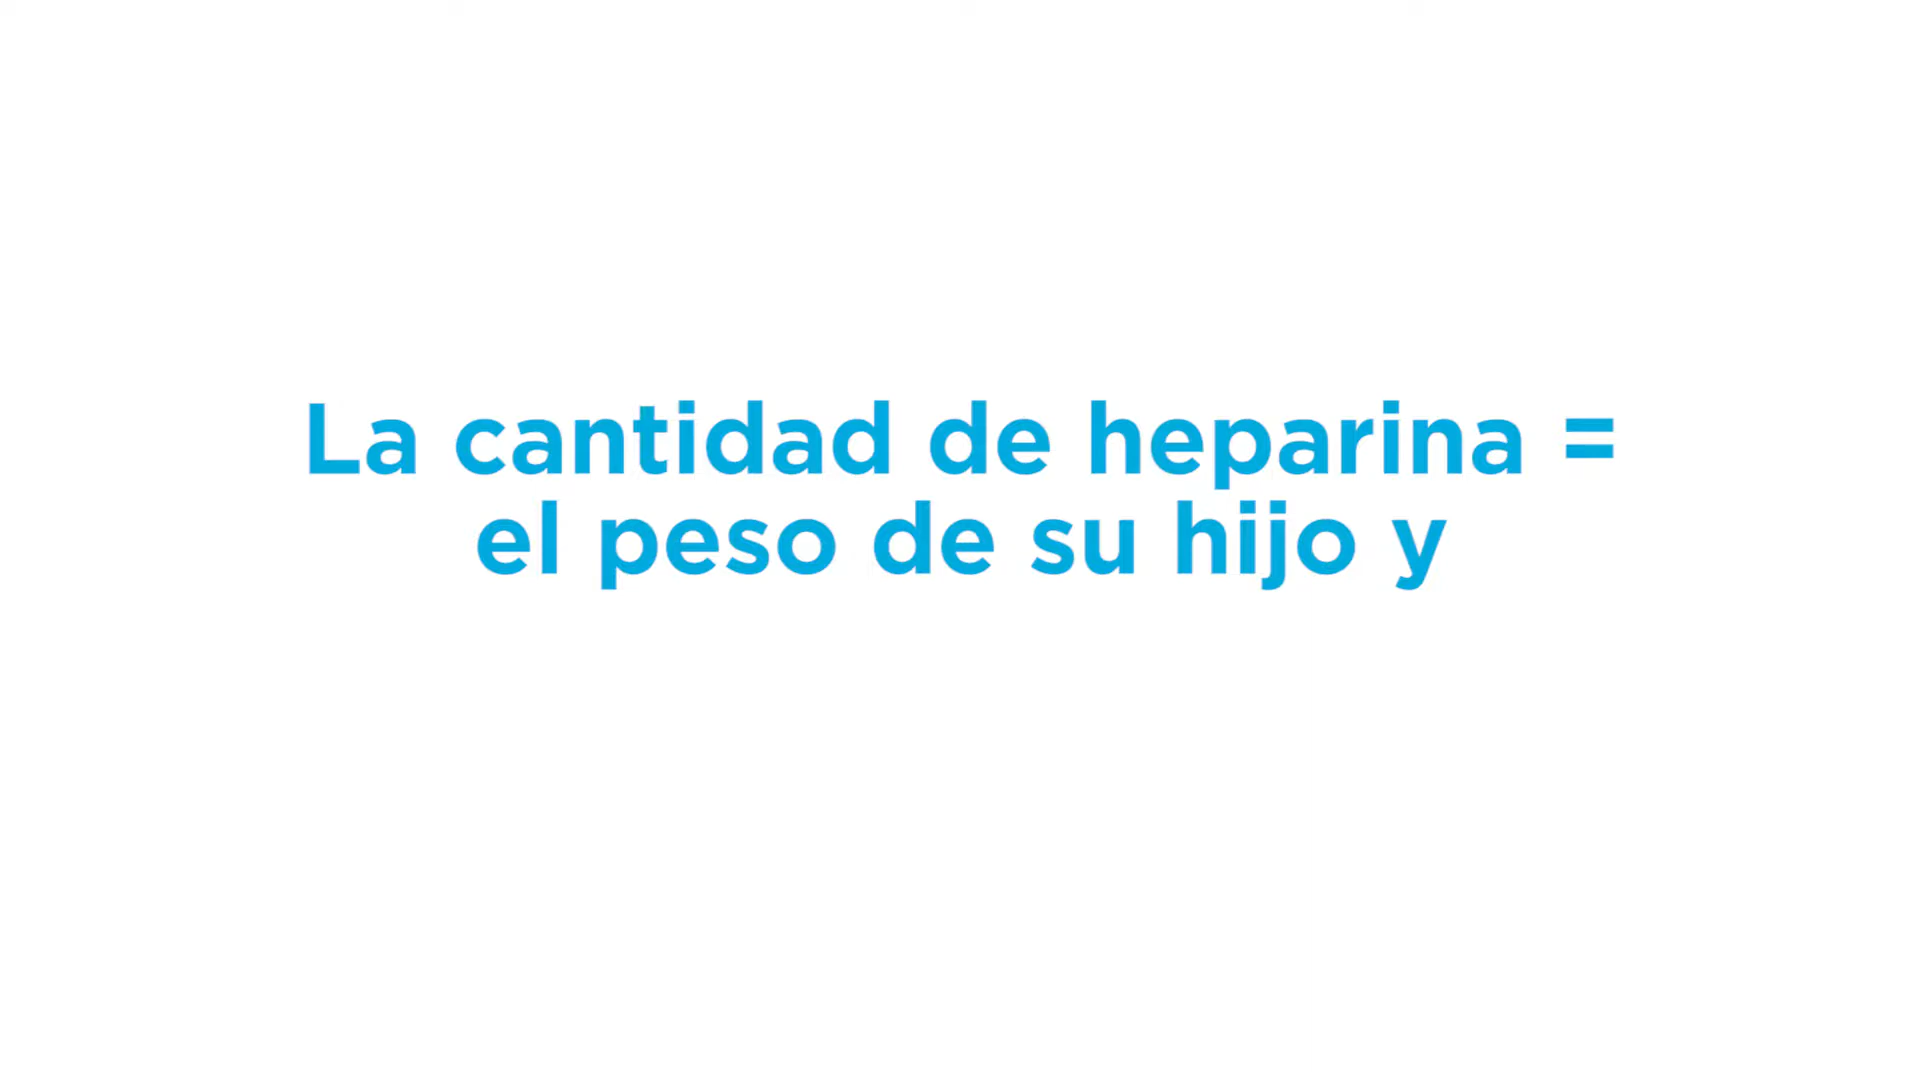 La cantidad de heparina =
el peso de su hijo y